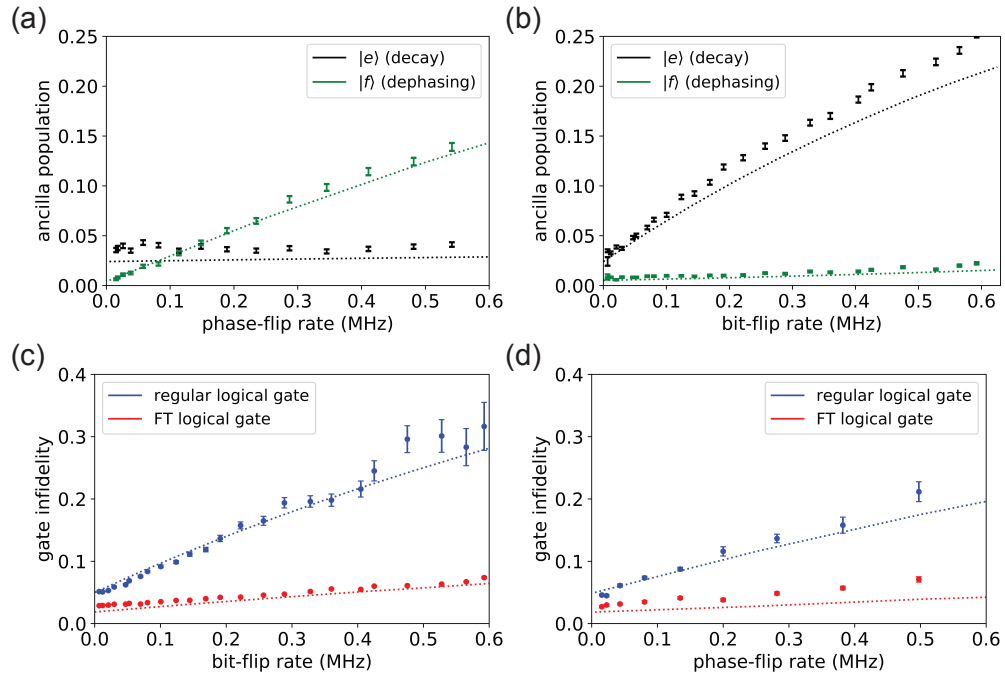 (a)
0.25
0.20
0.15
0.10
0.05
0.00
ancilla population
|e⟩ (decay)
|f⟩ (dephasing)
0.0 0.1 0.2 0.3 0.4 0.5 0.6
phase-flip rate (MHz)
(b)
0.25
0.20
0.15
0.10
0.05
0.00
ancilla population
|e⟩ (decay)
|f⟩ (dephasing)
0.0 0.1 0.2 0.3 0.4 0.5 0.6
bit-flip rate (MHz)
(c)
0.4
0.3
0.2
0.1
0.0
gate infidelity
regular logical gate
FT logical gate
0.0 0.1 0.2 0.3 0.4 0.5 0.6
bit-flip rate (MHz)
(d)
0.4
0.3
0.2
0.1
0.0
gate infidelity
regular logical gate
FT logical gate
0.0 0.1 0.2 0.3 0.4 0.5 0.6
phase-flip rate (MHz)